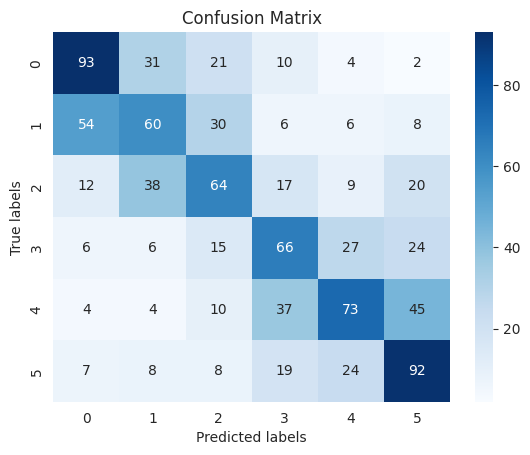 Confusion Matrix
0 93 31 21 10 4 2
1 54 60 30 6 6 8
2 12 38 64 17 9 20
3 6 6 15 66 27 24
4 4 4 10 37 73 45
5 7 8 8 19 24 92
0 1 2 3 4 5
True labels
Predicted labels
80
60
40
20